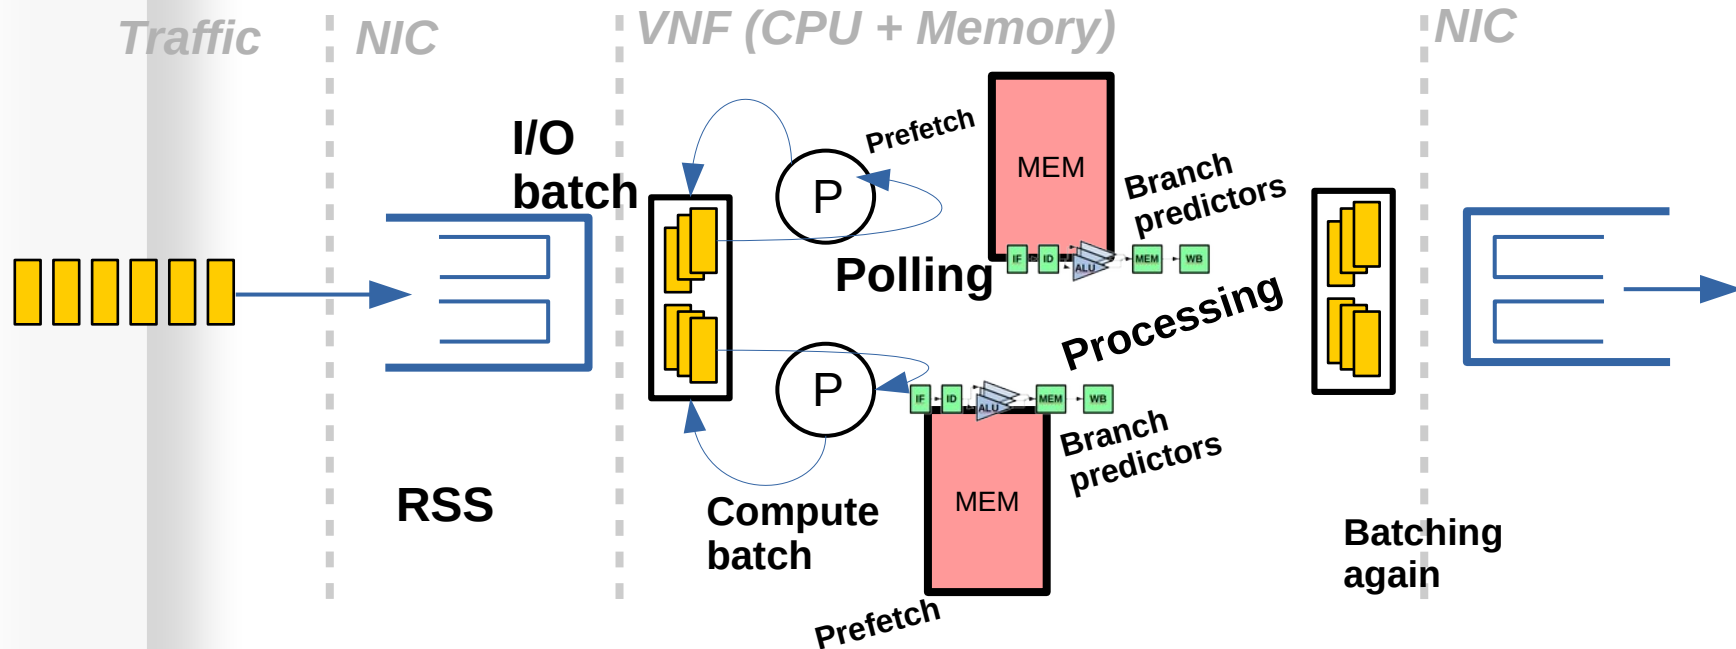 Traffic
NIC
VNF (CPU + Memory)
NIC
I/O
batch
P
Prefetch
MEM
Branch
predictors
IF
ID
ALU
MEM
WB
Polling
Processing
P
IF
ID
ALU
MEM
WB
Branch
predictors
MEM
RSS
Compute
batch
Prefetch
Batching
again